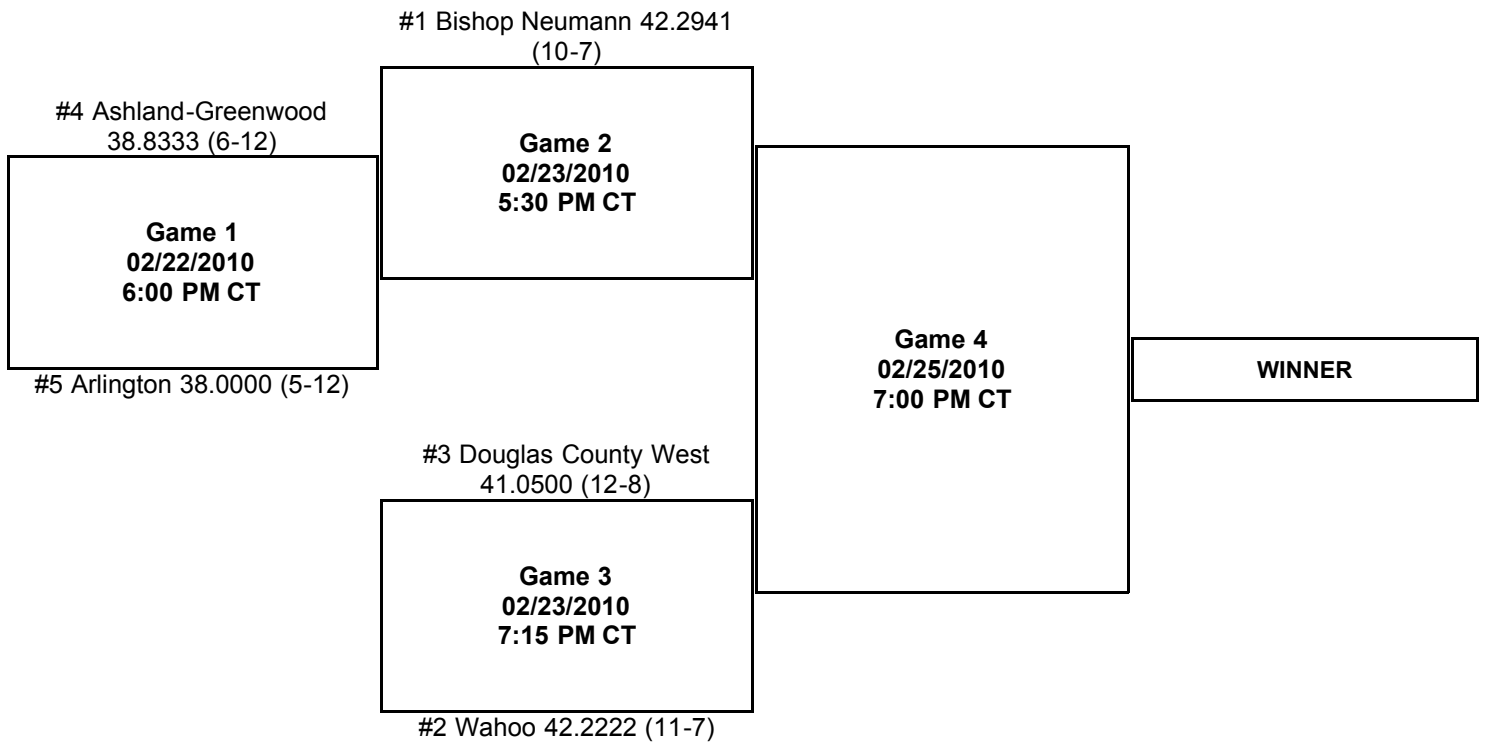 #1 Bishop Neumann 42.2941
(10-7)
#4 Ashland-Greenwood
38.8333 (6-12)
Game 2
02/23/2010
5:30 PM CT
Game 1
02/22/2010
6:00 PM CT
#5 Arlington 38.0000 (5-12)
Game 4
02/25/2010
7:00 PM CT
WINNER
#3 Douglas County West
41.0500 (12-8)
Game 3
02/23/2010
7:15 PM CT
#2 Wahoo 42.2222 (11-7)